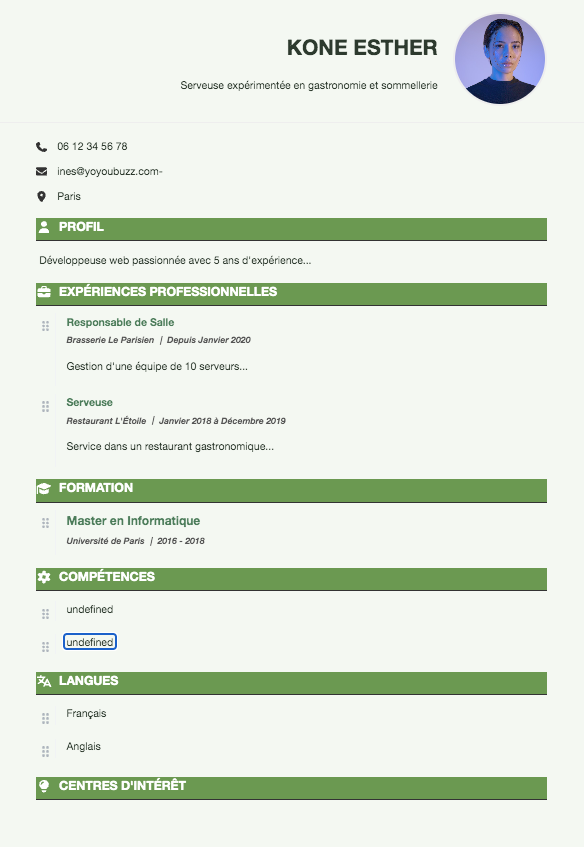 KONE ESTHER
Serveuse expérimentée en gastronomie et sommellerie
06 12 34 56 78
ines@yoyoubuzz.com-
Paris
PROFIL
Développeuse web passionnée avec 5 ans d'expérience...
EXPÉRIENCES PROFESSIONNELLES
Responsable de Salle
Brasserie Le Parisien | Depuis Janvier 2020
Gestion d'une équipe de 10 serveurs...
Serveuse
Restaurant L'Étoile | Janvier 2018 à Décembre 2019
Service dans un restaurant gastronomique...
FORMATION
Master en Informatique
Université de Paris | 2016 - 2018
COMPÉTENCES
undefined
undefined
LANGUES
Français
Anglais
CENTRES D'INTÉRÊT